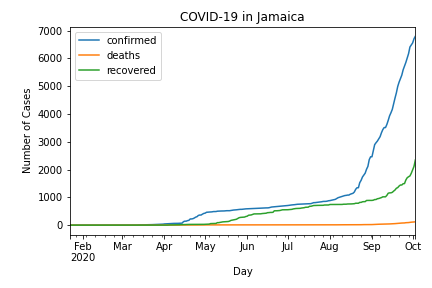 COVID-19 in Jamaica
7000
6000
5000
4000
3000
2000
1000
0
Number of Cases
confirmed
deaths
recovered
Feb Mar Apr May Jun Jul Aug Sep Oct
2020
Day